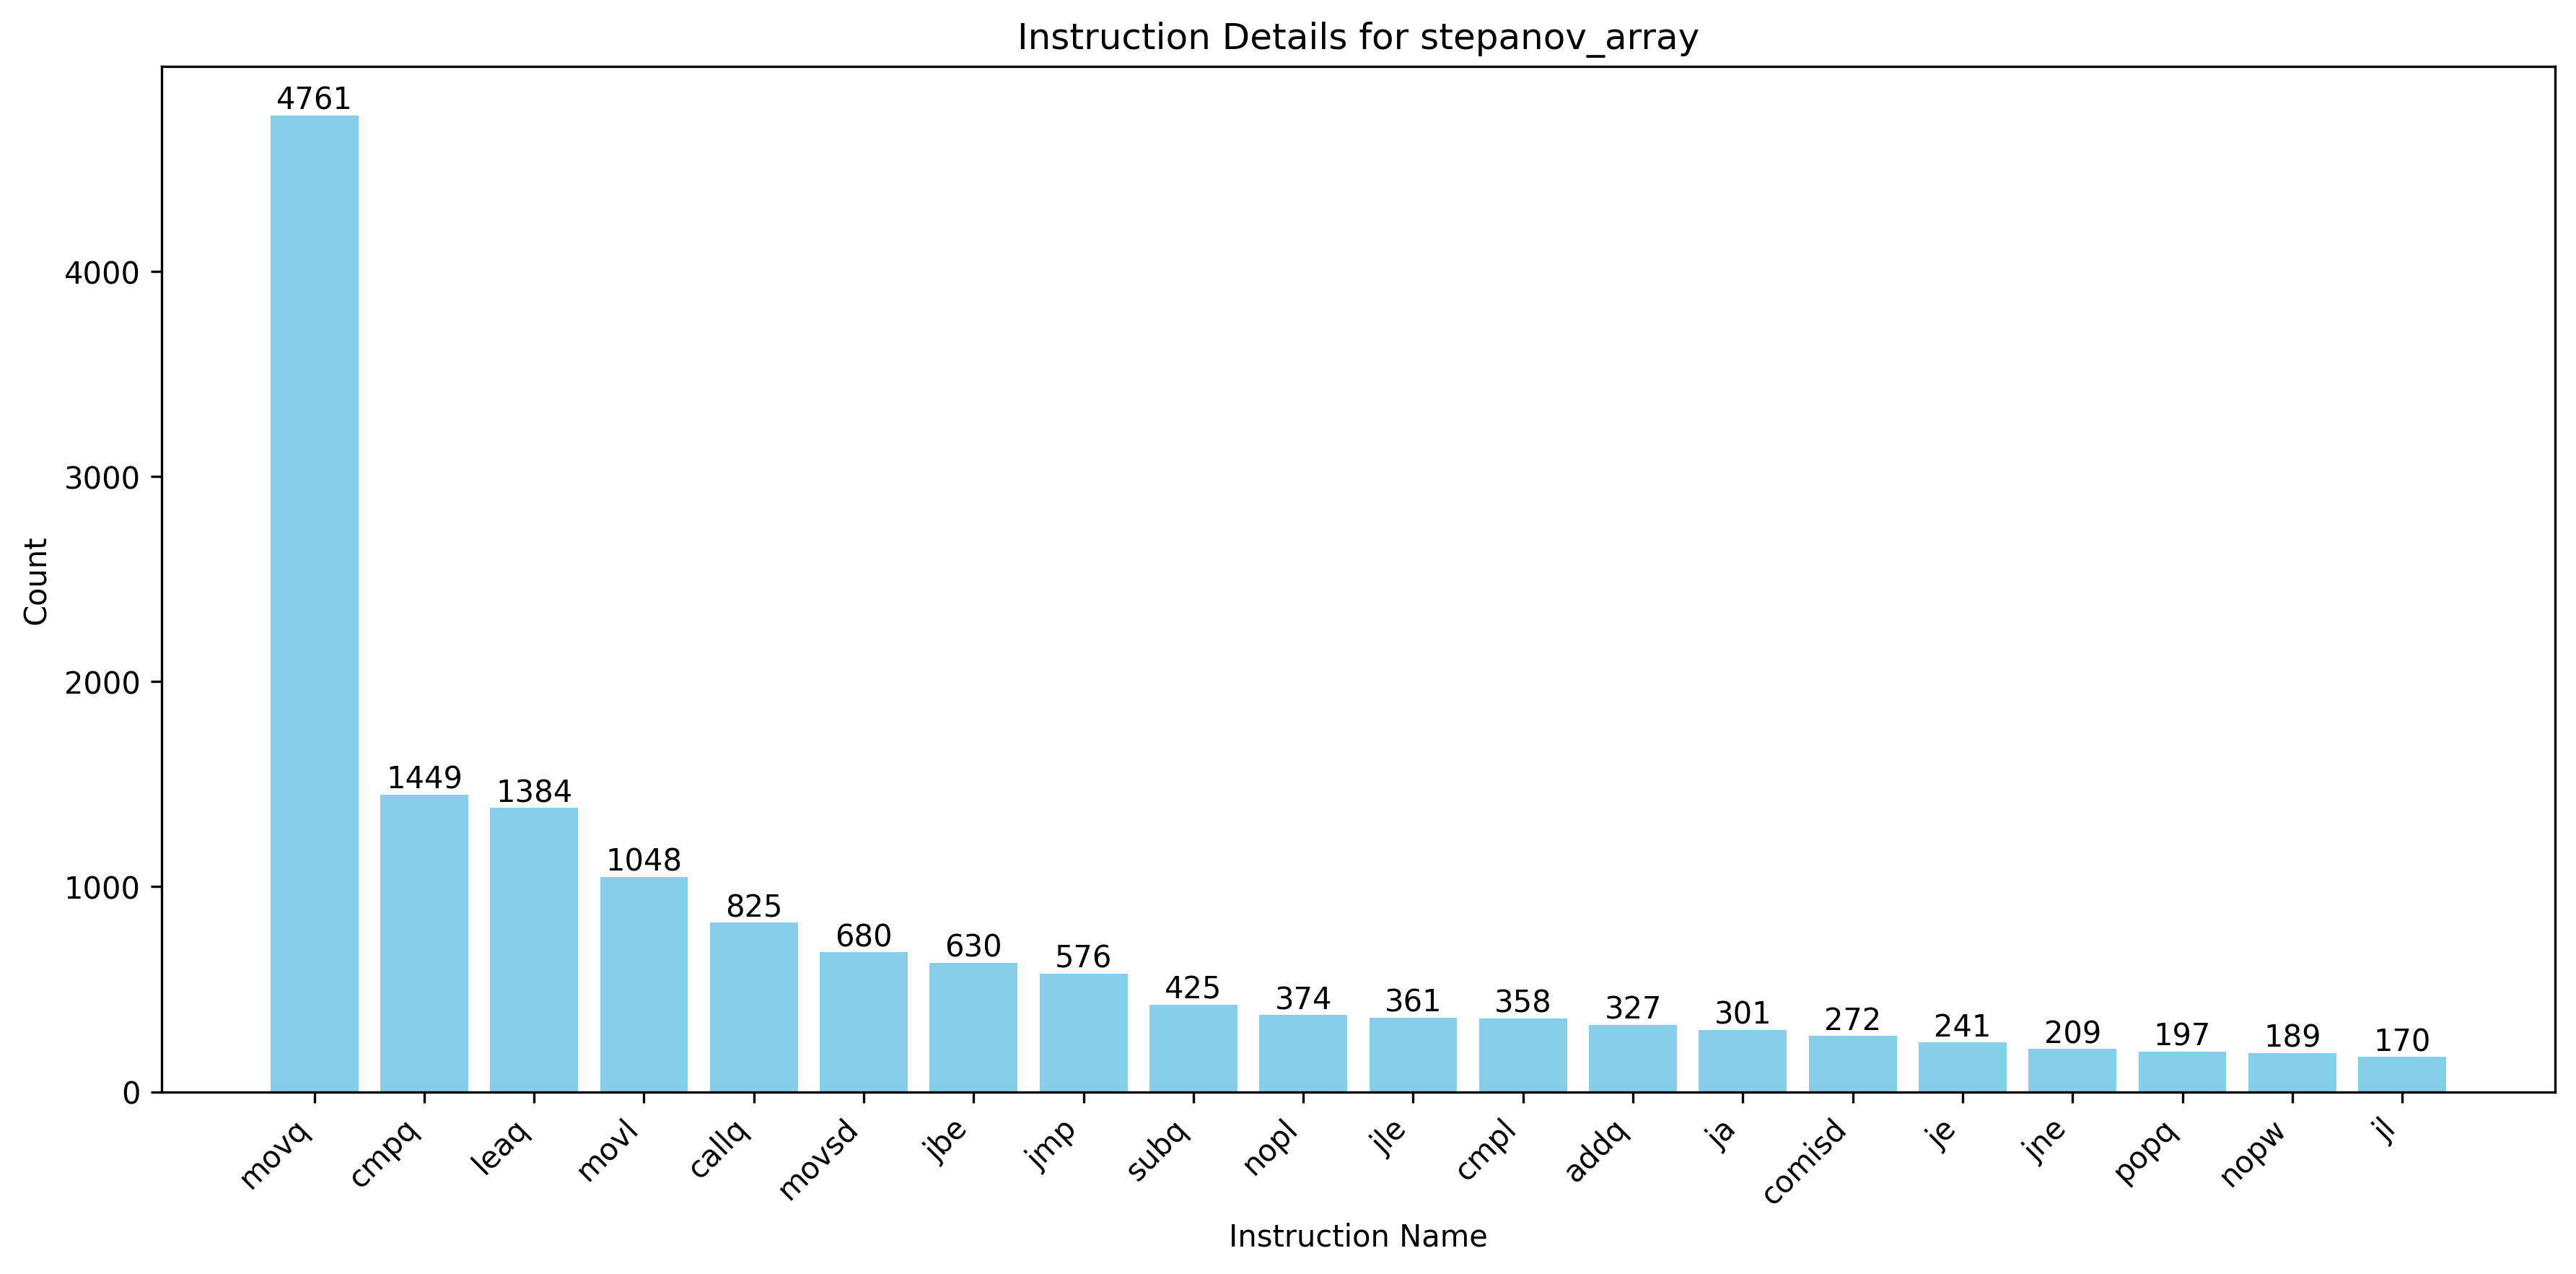 Instruction Details for stepanov_array
Count
4000
3000
2000
1000
0
4761
1449
1384
1048
825
680
630
576
425
374
361
358
327
301
272
241
209
197
189
170
movq
cmpq
leaq
movl
callq
movsd
jbe
jmp
subq
nopl
jle
cmpl
addq
ja
comisd
je
jne
popq
nopw
jl
Instruction Name